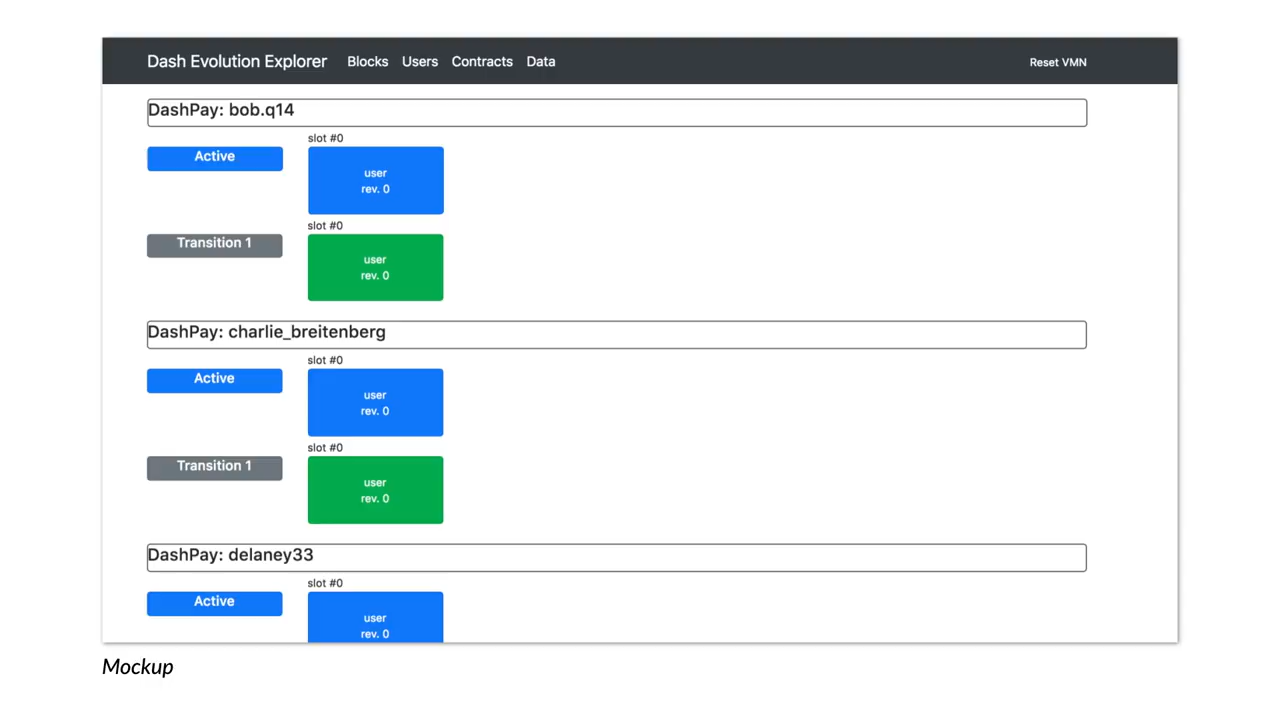 Dash Evolution Explorer Blocks Users Contracts Data Reset VMN
DashPay: bob.q14
slot #0
Active
user
rev. 0
slot #0
Transition 1
user
rev. 0
DashPay: charlie_breitenberg
slot #0
Active
user
rev. 0
slot #0
Transition 1
user
rev. 0
DashPay: delaney33
slot #0
Active
user
rev. 0
Mockup